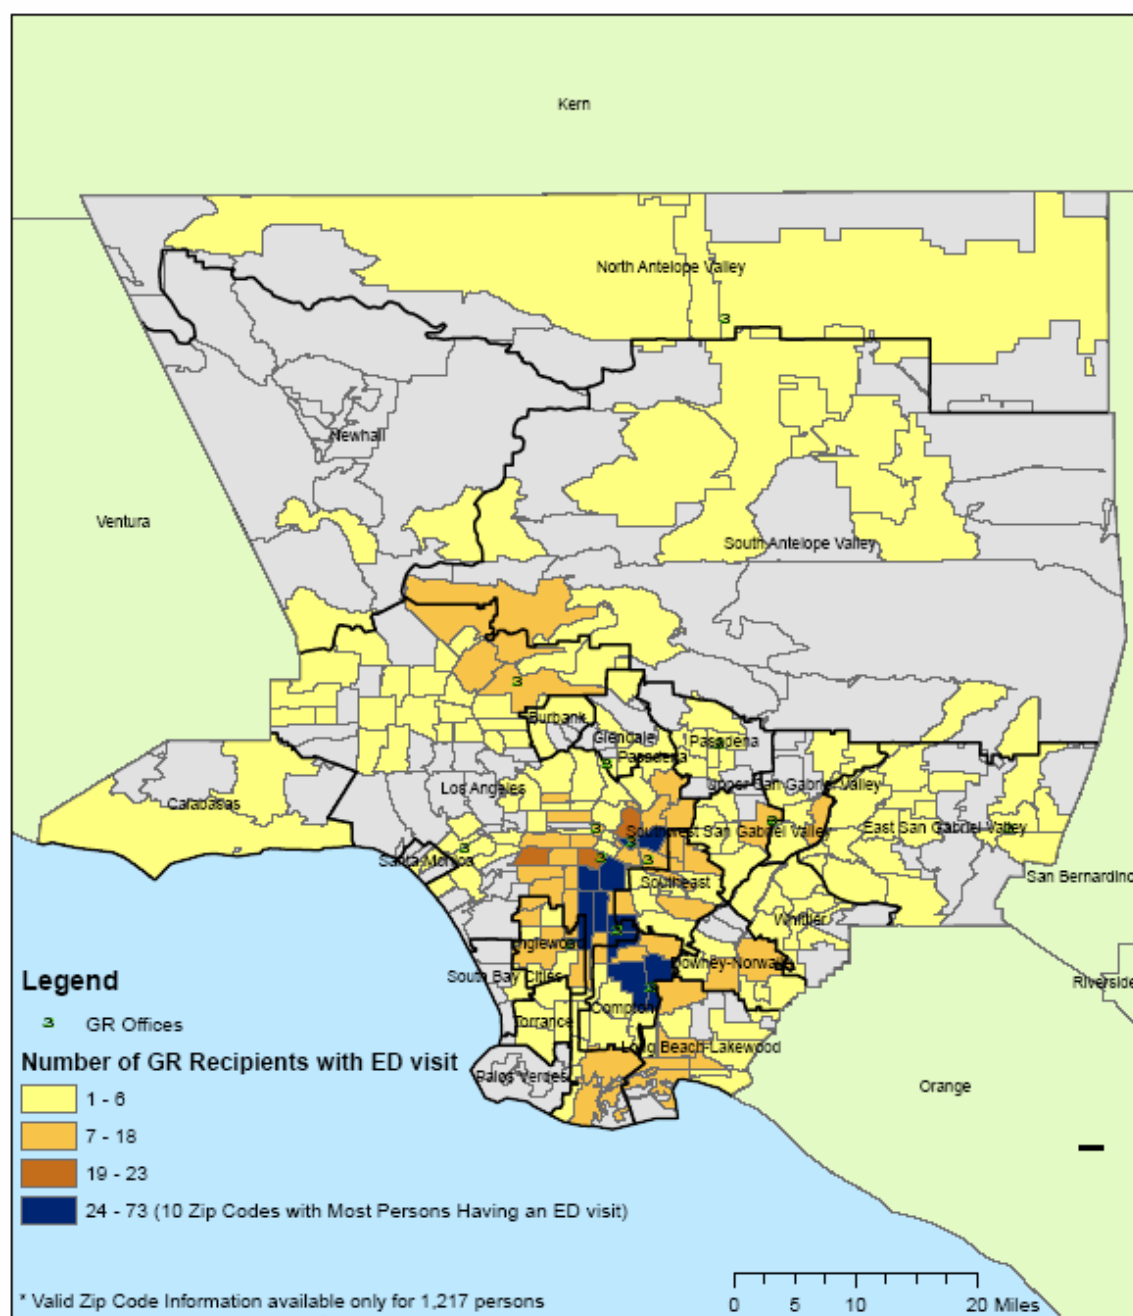 Kern
North Antelope Valley
Newhall
Ventura
South Antelope Valley
Burbank
Glendale
Pasadena
Pasadena
Los Angeles
Upper San Gabriel Valley
Calabasas
Southwest San Gabriel Valley
East San Gabriel Valley
Santa Monica
Southeast
San Bernardino
Whittier
Inglewood
Downey-Norwalk
South Bay Cities
Riverside
Compton
Torrance
Long Beach-Lakewood
Palos Verdes
Orange
Legend
3 GR Offices
Number of GR Recipients with ED visit
1 - 6
7 - 18
19 - 23
24 - 73 (10 Zip Codes with Most Persons Having an ED visit)
* Valid Zip Code Information available only for 1,217 persons
0 5 10 20 Miles